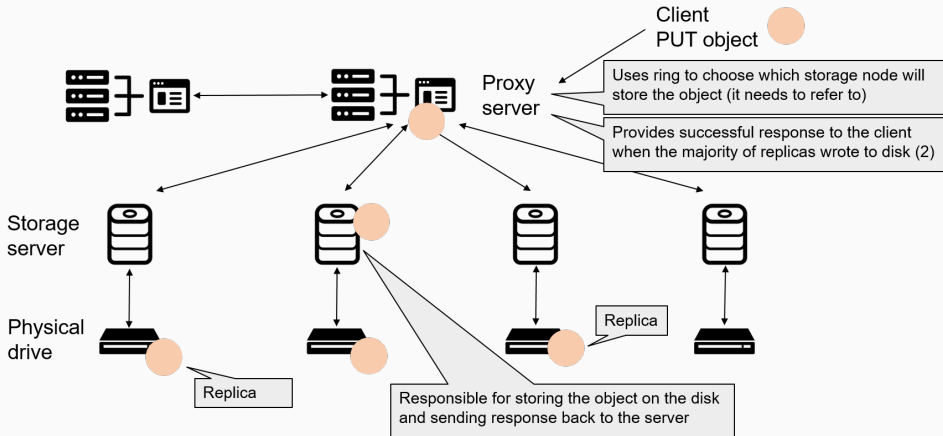 Client
PUT object
Proxy
server
Uses ring to choose which storage node will
store the object (it needs to refer to)
Provides successful response to the client
when the majority of replicas wrote to disk (2)
Storage
server
Physical
drive
Replica
Replica
Responsible for storing the object on the disk
and sending response back to the server